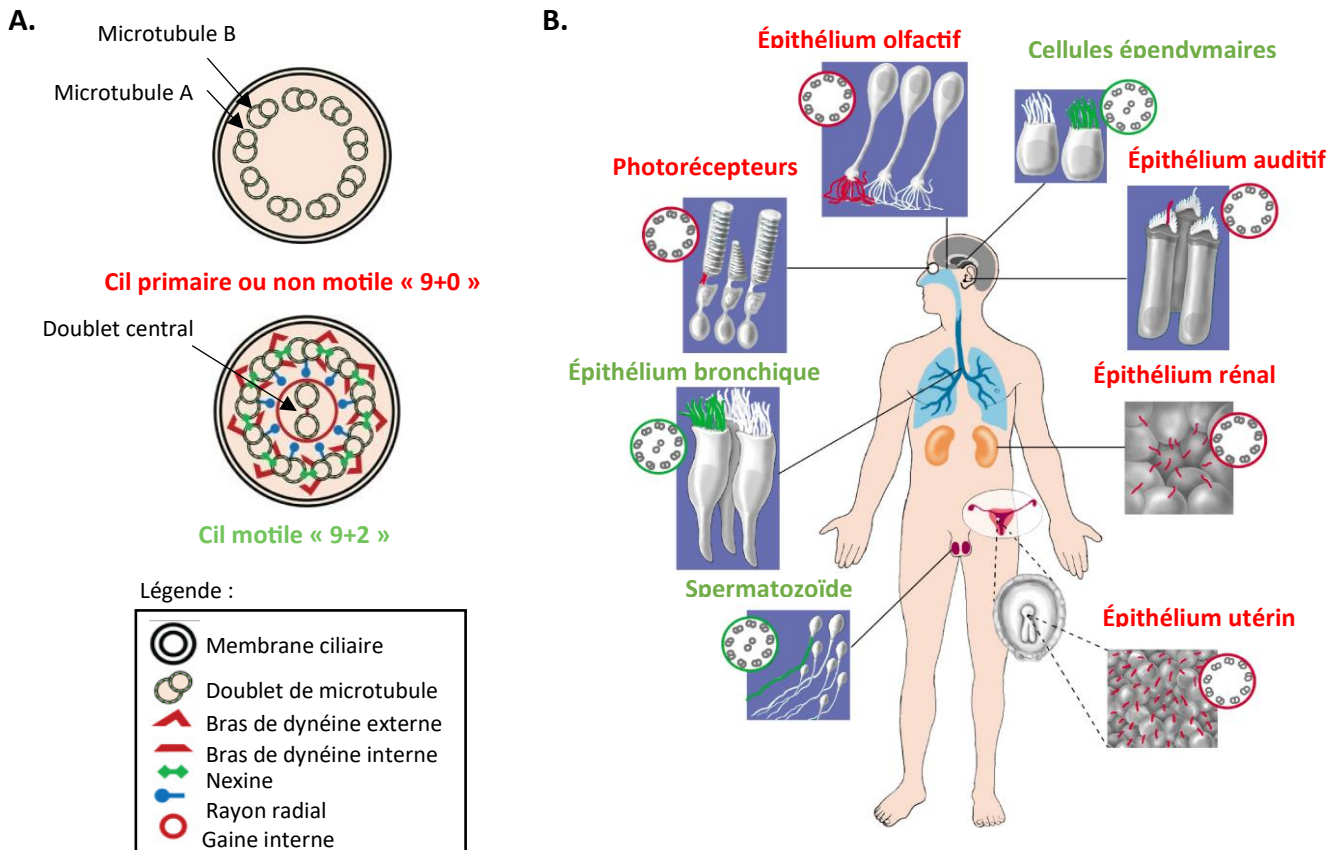 A.
Microtubule B
Microtubule A
Cil primaire ou non motile « 9+0 »
Doublet central
Cil motile « 9+2 »
Légende :
Membrane ciliaire
Doublet de microtubule
Bras de dynéine externe
Bras de dynéine interne
Nexine
Rayon radial
Gaine interne
B.
Épithélium olfactif
Cellules épendymaires
Photorécepteurs
Épithélium auditif
Épithélium bronchique
Épithélium rénal
Spermatozoïde
Épithélium utérin